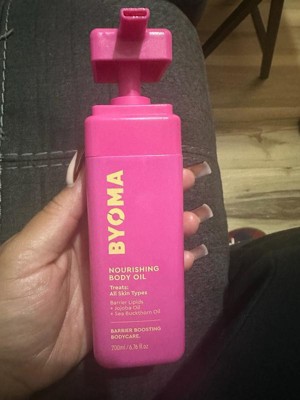 BYOMA
NOURISHING
BODY OIL
Treats:
All Skin Types
Barrier Lipids
+ Jojoba Oil
+ Sea Buckthorn Oil
BARRIER BOOSTING
BODYCARE.
200ml / 6.76 fl.oz